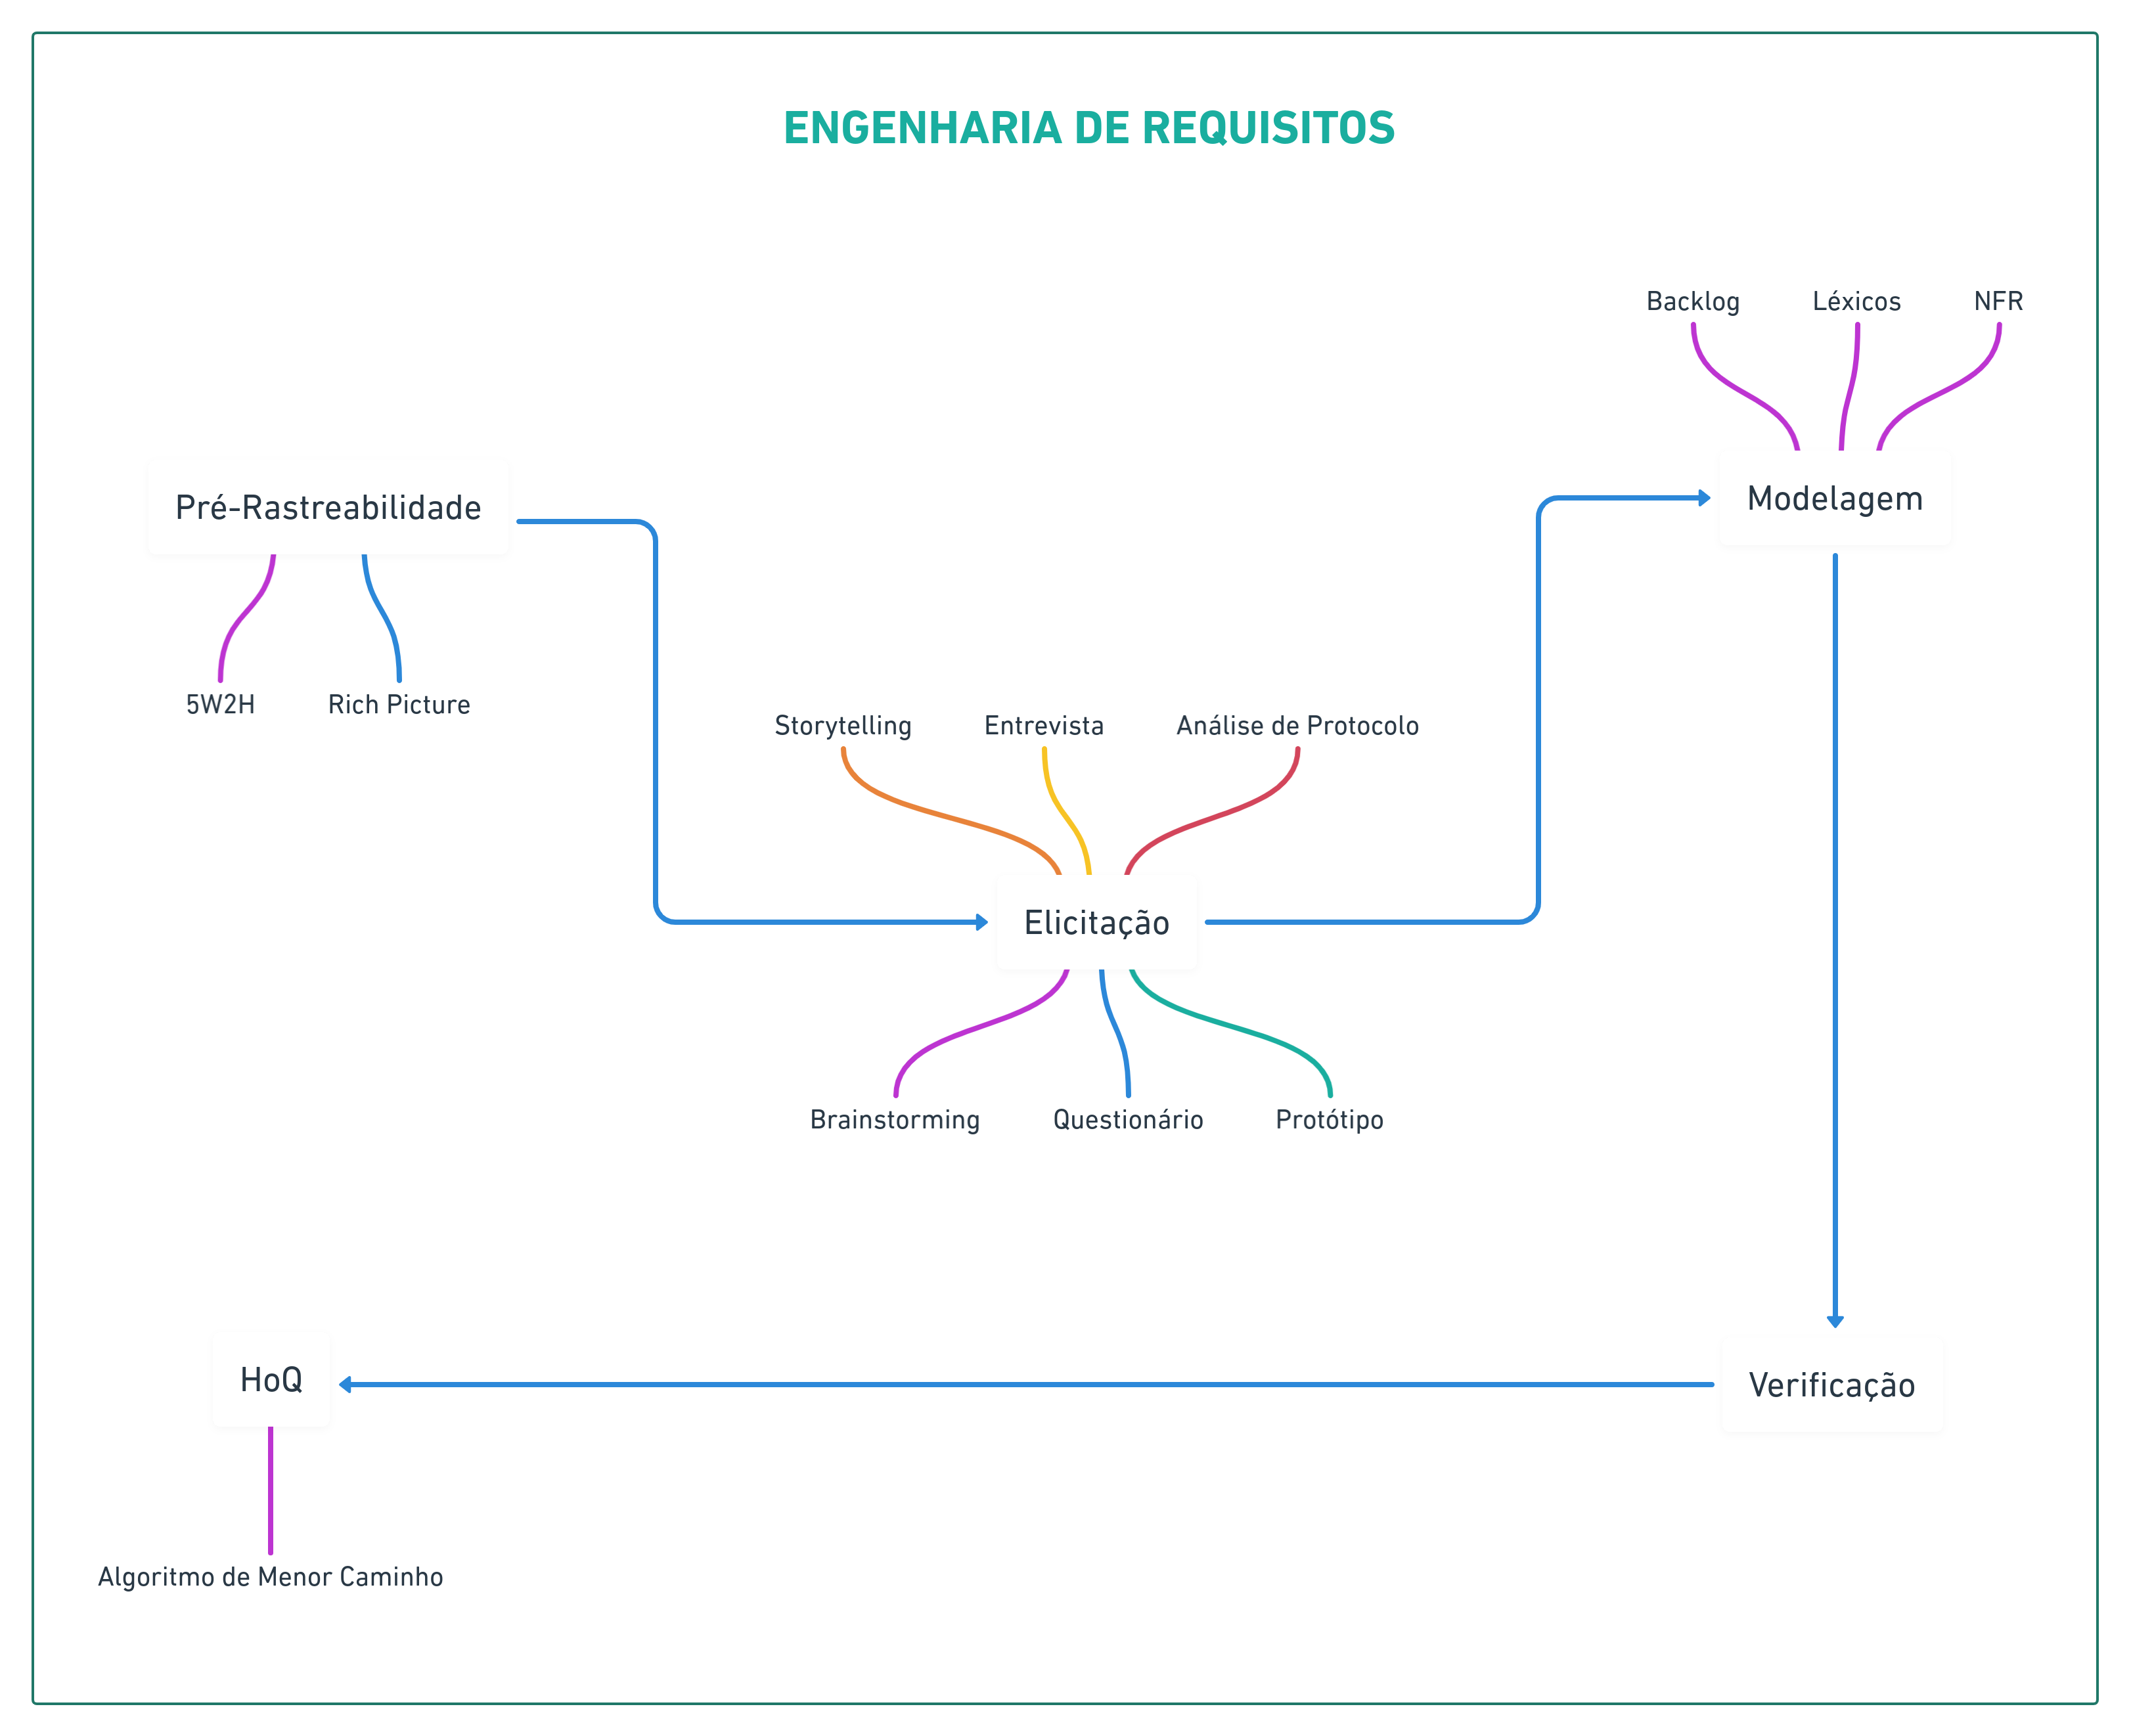 ENGENHARIA DE REQUISITOS
Backlog
Léxicos
NFR
Pré-Rastreabilidade
Modelagem
5W2H
Rich Picture
Storytelling
Entrevista
Análise de Protocolo
Elicitação
Brainstorming
Questionário
Protótipo
HoQ
Verificação
Algoritmo de Menor Caminho